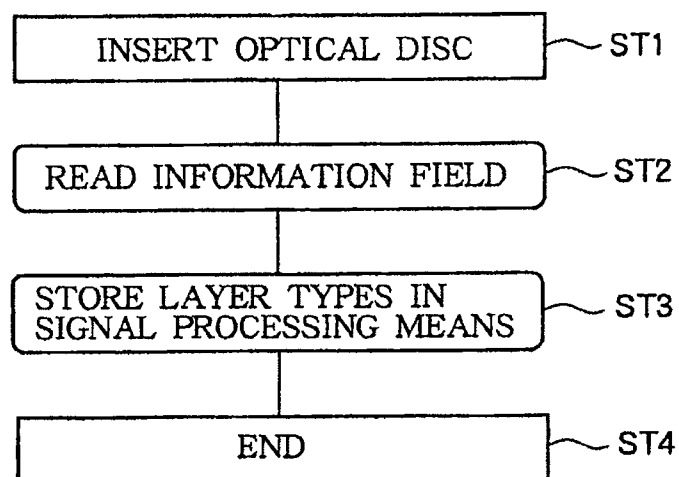 INSERT OPTICAL DISC
ST1
READ INFORMATION FIELD
ST2
STORE LAYER TYPES IN
SIGNAL PROCESSING MEANS
ST3
END
ST4